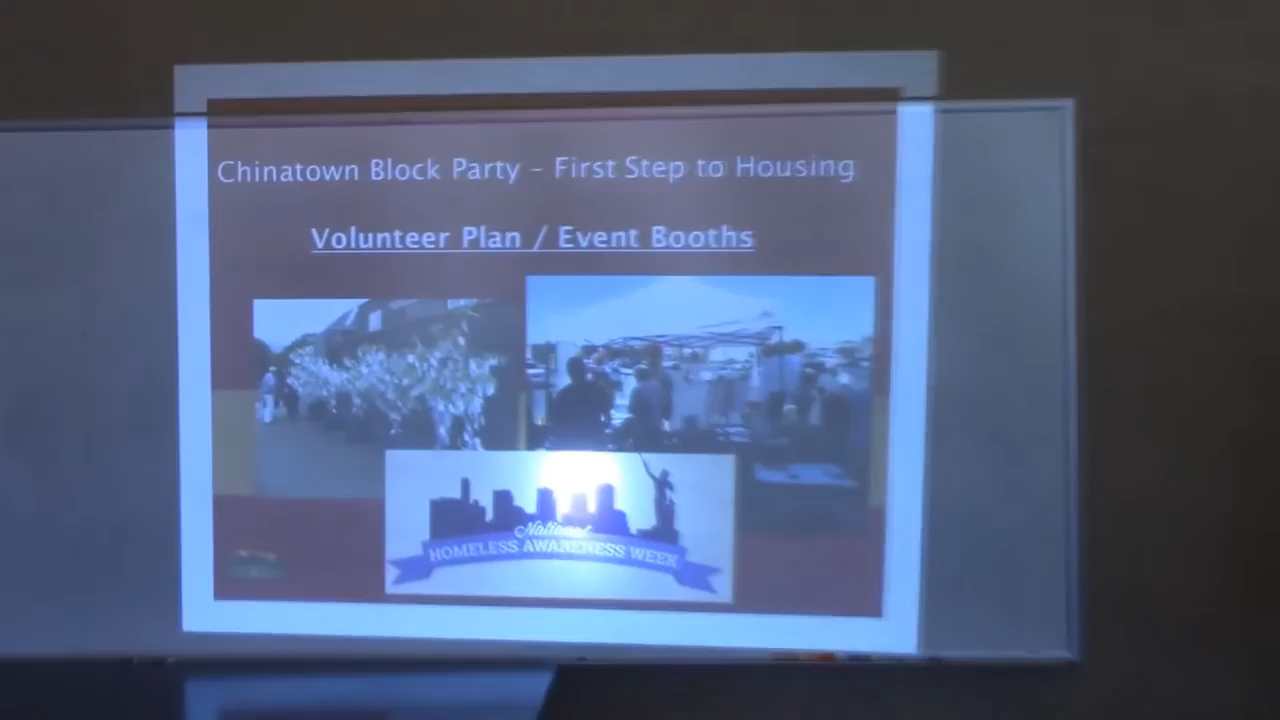 Chinatown Block Party – First Step to Housing
Volunteer Plan / Event Booths
National
HOMELESS AWARENESS WEEK